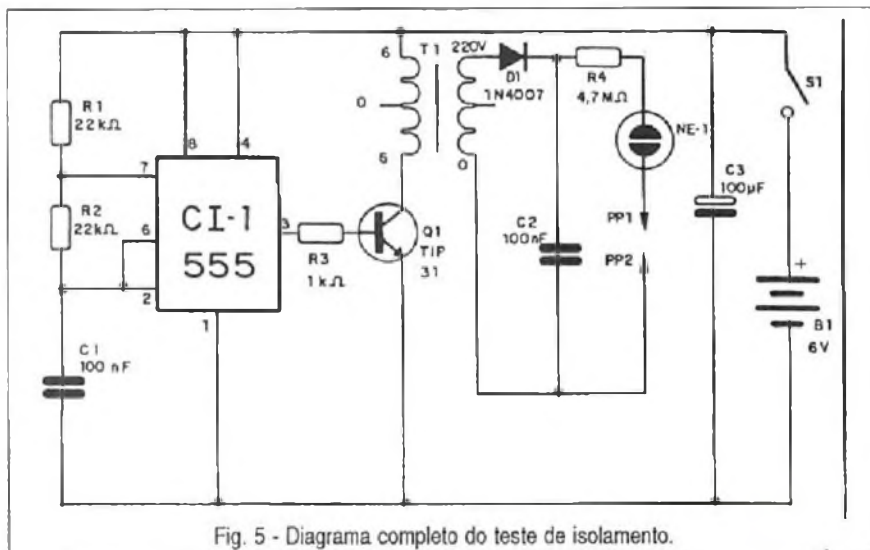 R1
22kΩ
R2
22kΩ
C1
100 nF
8
4
7
6
2
1
3
CI-1
555
R3
1kΩ
Q1
TIP
31
6
0
6
T1
220V
0
D1
1N4007
R4
4,7MΩ
NE-1
C2
100nF
PP1
PP2
C3
100µF
S1
+
B1
6V
Fig. 5 - Diagrama completo do teste de isolamento.